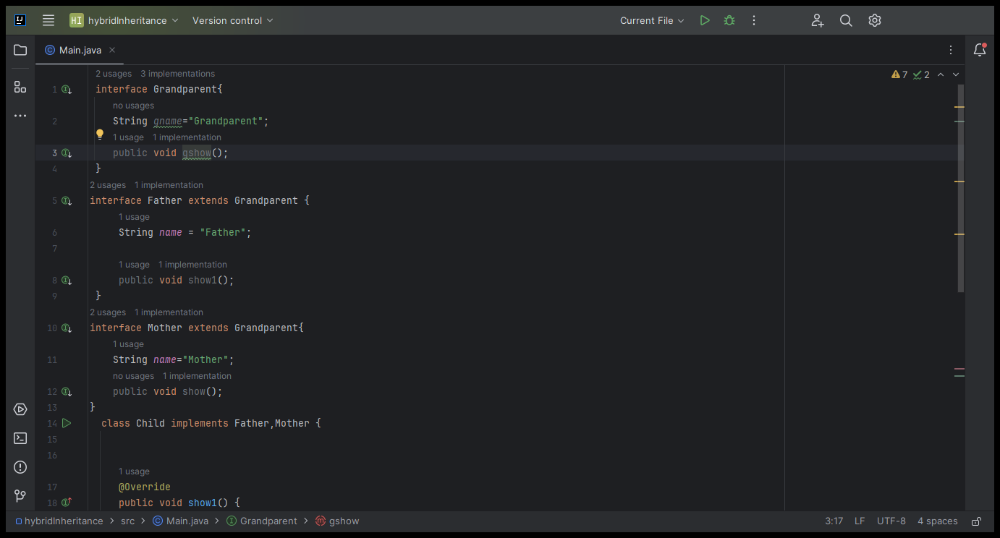 HI hybridInheritance Version control Current File
Main.java
7 2
2 usages 3 implementations
1 interface Grandparent{
no usages
2 String gname="Grandparent";
1 usage 1 implementation
3 public void gshow();
4 }
2 usages 1 implementation
5 interface Father extends Grandparent {
1 usage
6 String name = "Father";
7
1 usage 1 implementation
8 public void show1();
9 }
2 usages 1 implementation
10 interface Mother extends Grandparent{
1 usage
11 String name="Mother";
no usages 1 implementation
12 public void show();
13 }
14 class Child implements Father,Mother {
15
16
1 usage
17 @Override
18 public void show1() {
hybridInheritance > src > Main.java > Grandparent > gshow 3:17 LF UTF-8 4 spaces